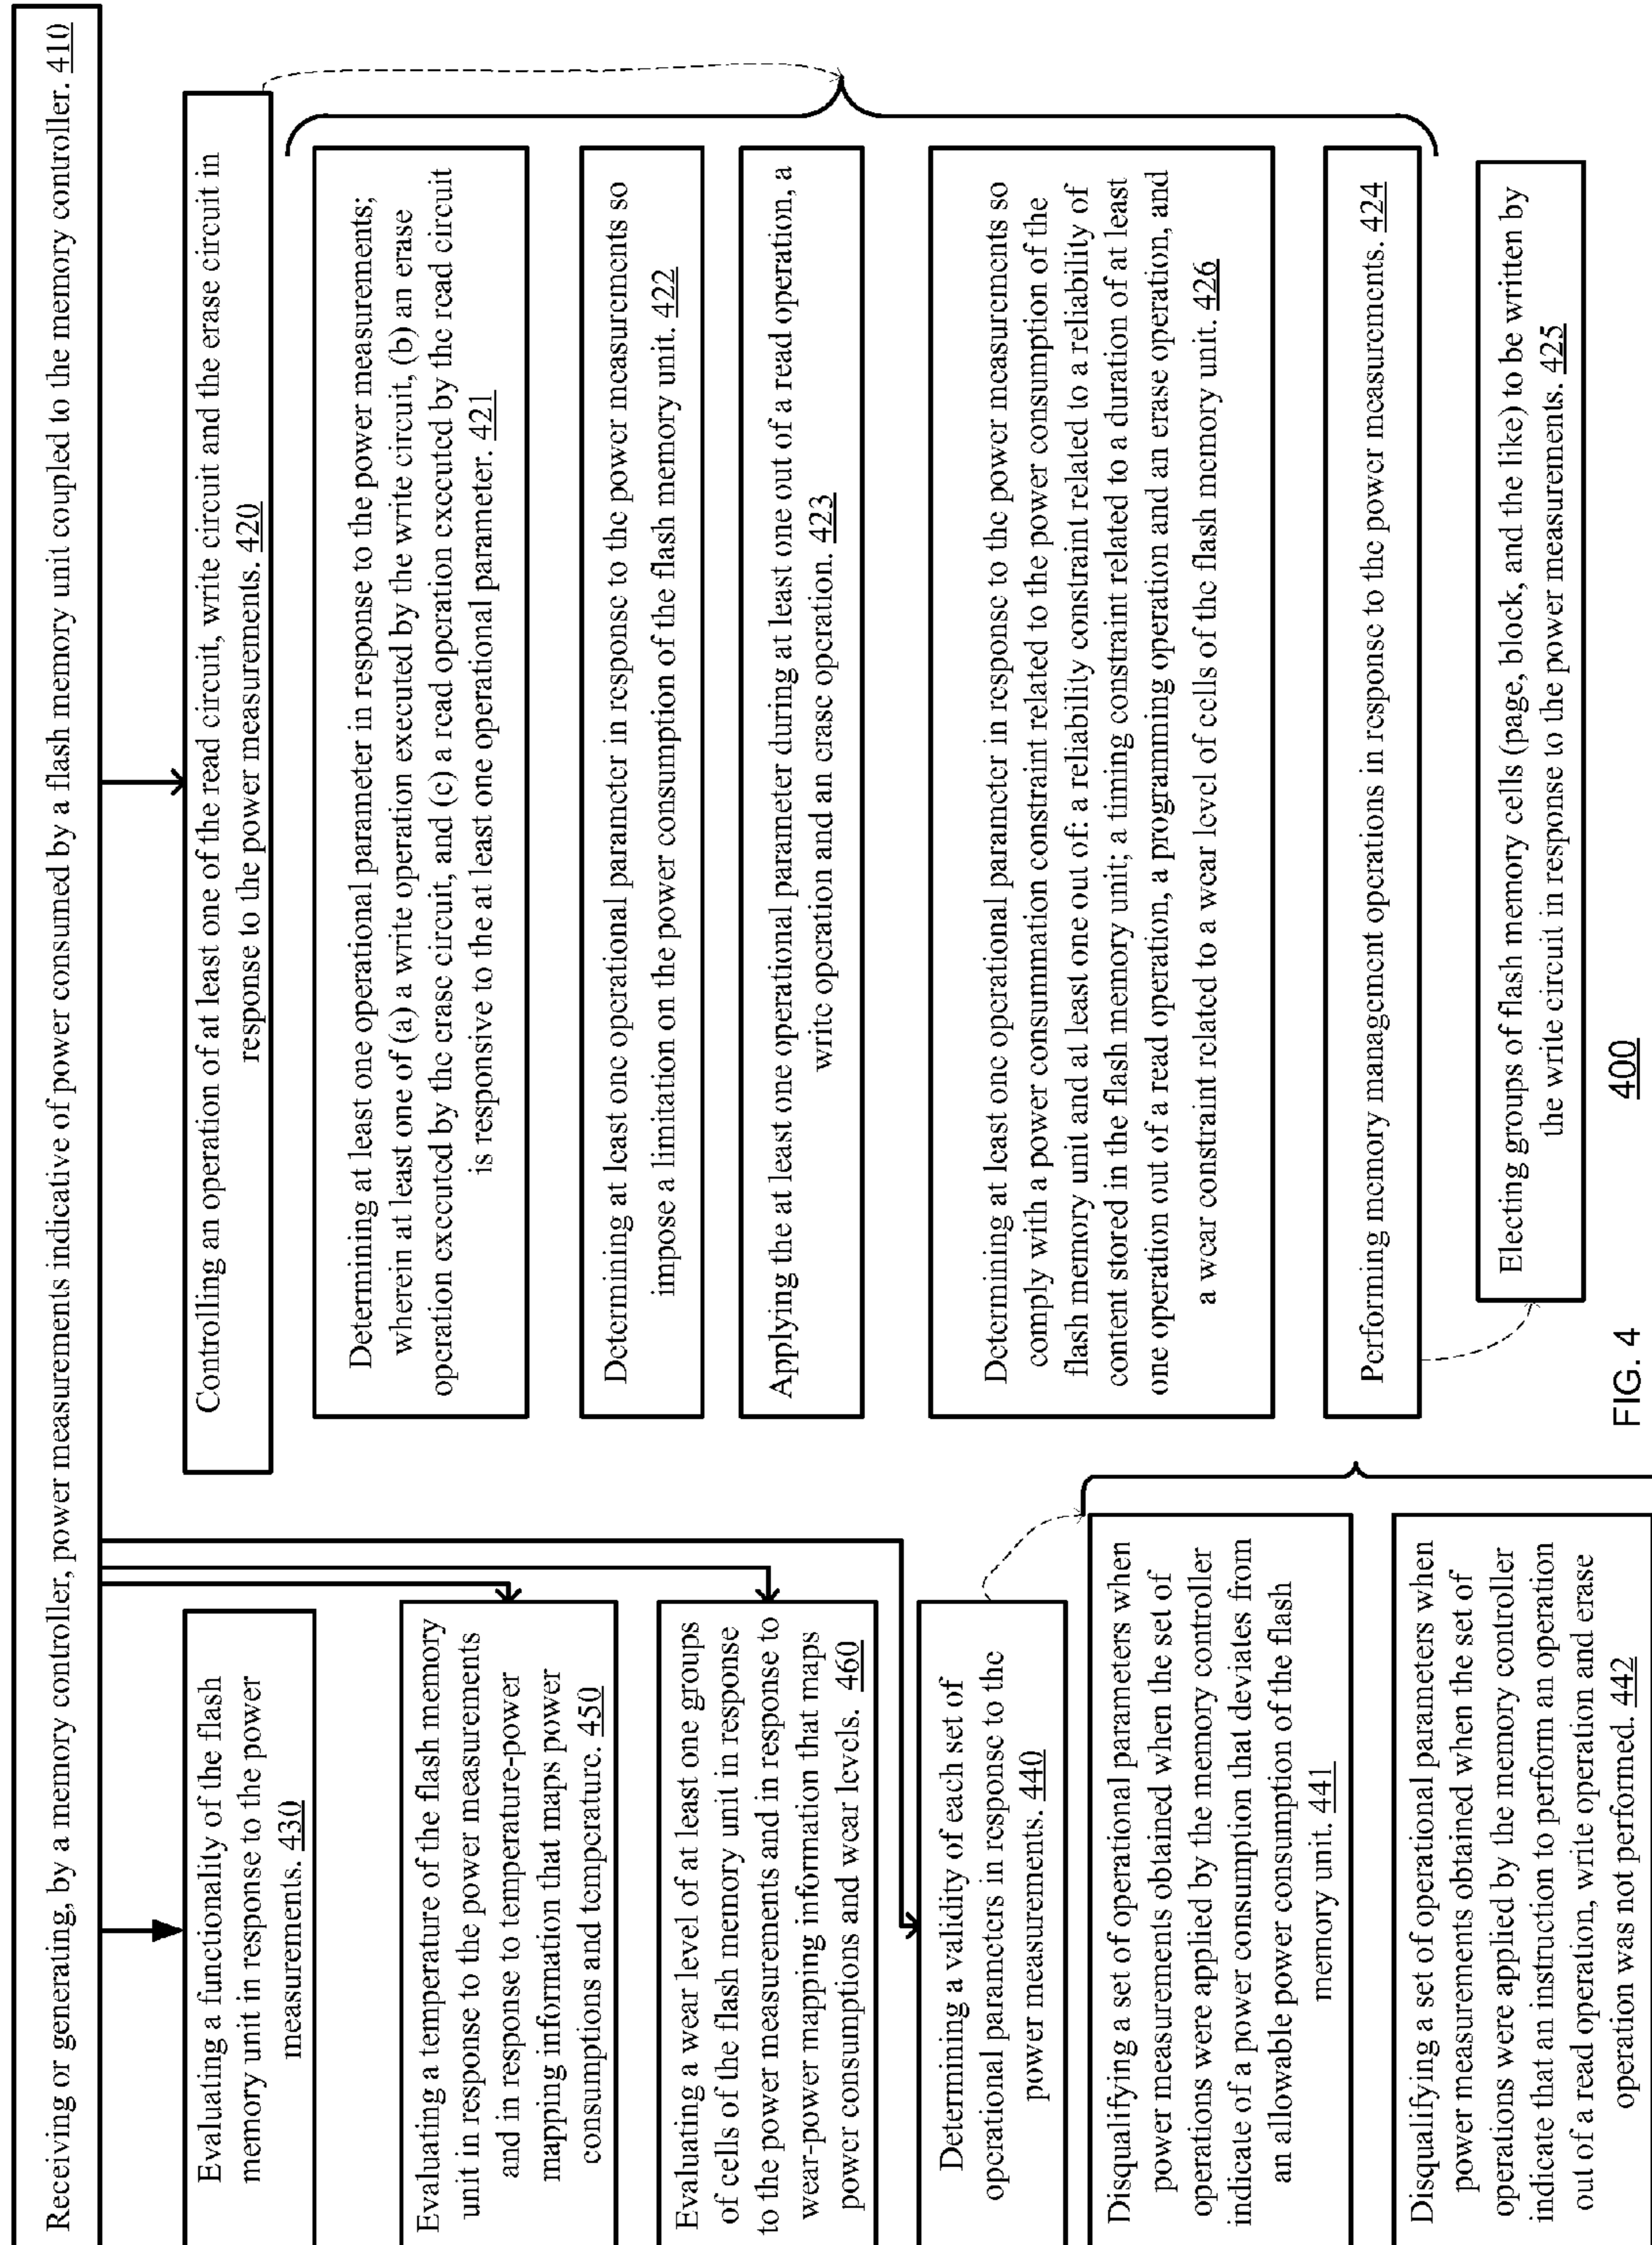 Receiving or generating, by a memory controller, power measurements indicative of power consumed by a flash memory unit coupled to the memory controller. 410
Evaluating a functionality of the flash
memory unit in response to the power
measurements. 430
Evaluating a temperature of the flash memory
unit in response to the power measurements
and in response to temperature-power
mapping information that maps power
consumptions and temperature. 450
Evaluating a wear level of at least one groups
of cells of the flash memory unit in response
to the power measurements and in response to
wear-power mapping information that maps
power consumptions and wear levels. 460
Determining a validity of each set of
operational parameters in response to the
power measurements. 440
Disqualifying a set of operational parameters when
power measurements obtained when the set of
operations were applied by the memory controller
indicate of a power consumption that deviates from
an allowable power consumption of the flash
memory unit. 441
Disqualifying a set of operational parameters when
power measurements obtained when the set of
operations were applied by the memory controller
indicate that an instruction to perform an operation
out of a read operation, write operation and erase
operation was not performed. 442
Controlling an operation of at least one of the read circuit, write circuit and the erase circuit in
response to the power measurements. 420
Determining at least one operational parameter in response to the power measurements;
wherein at least one of (a) a write operation executed by the write circuit, (b) an erase
operation executed by the erase circuit, and (c) a read operation executed by the read circuit
is responsive to the at least one operational parameter. 421
Determining at least one operational parameter in response to the power measurements so
impose a limitation on the power consumption of the flash memory unit. 422
Applying the at least one operational parameter during at least one out of a read operation, a
write operation and an erase operation. 423
Determining at least one operational parameter in response to the power measurements so
comply with a power consummation constraint related to the power consumption of the
flash memory unit and at least one out of: a reliability constraint related to a reliability of
content stored in the flash memory unit; a timing constraint related to a duration of at least
one operation out of a read operation, a programming operation and an erase operation, and
a wear constraint related to a wear level of cells of the flash memory unit. 426
Performing memory management operations in response to the power measurements. 424
Electing groups of flash memory cells (page, block, and the like) to be written by
the write circuit in response to the power measurements. 425
FIG. 4
400